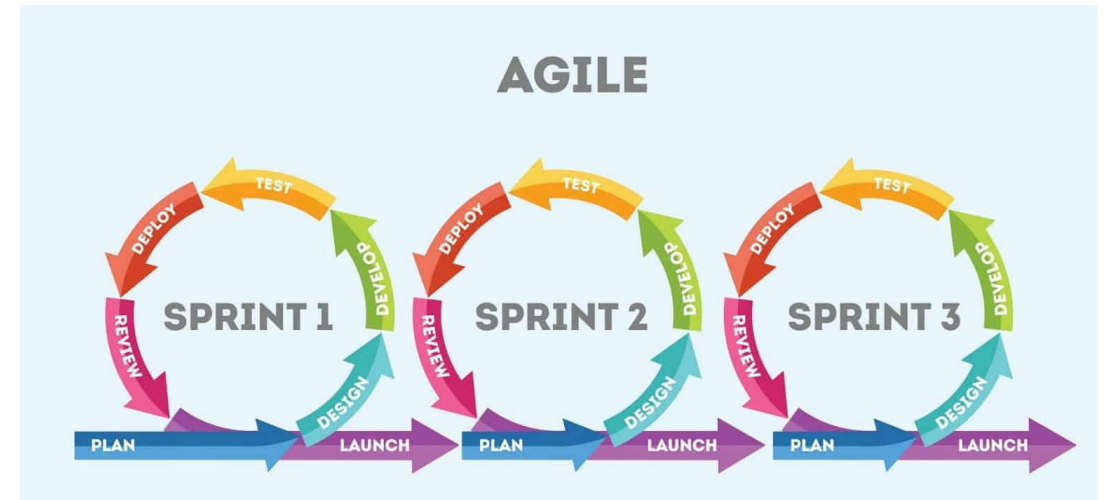 AGILE
TEST
DEPLOY
DEVELOP
SPRINT 1
REVIEW
DESIGN
PLAN
LAUNCH
TEST
DEPLOY
DEVELOP
SPRINT 2
REVIEW
DESIGN
PLAN
LAUNCH
TEST
DEPLOY
DEVELOP
SPRINT 3
REVIEW
DESIGN
PLAN
LAUNCH